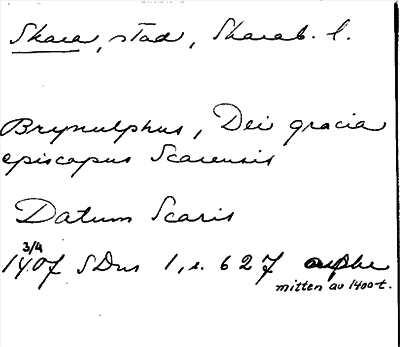 Skara, stad, Skarab. l.
Brynulphus, Dei gracia
episcopus Scarensis
Datum Scaris
3/4
1407 SDns 1, s. 627 avskr
mitten av 1400-t.